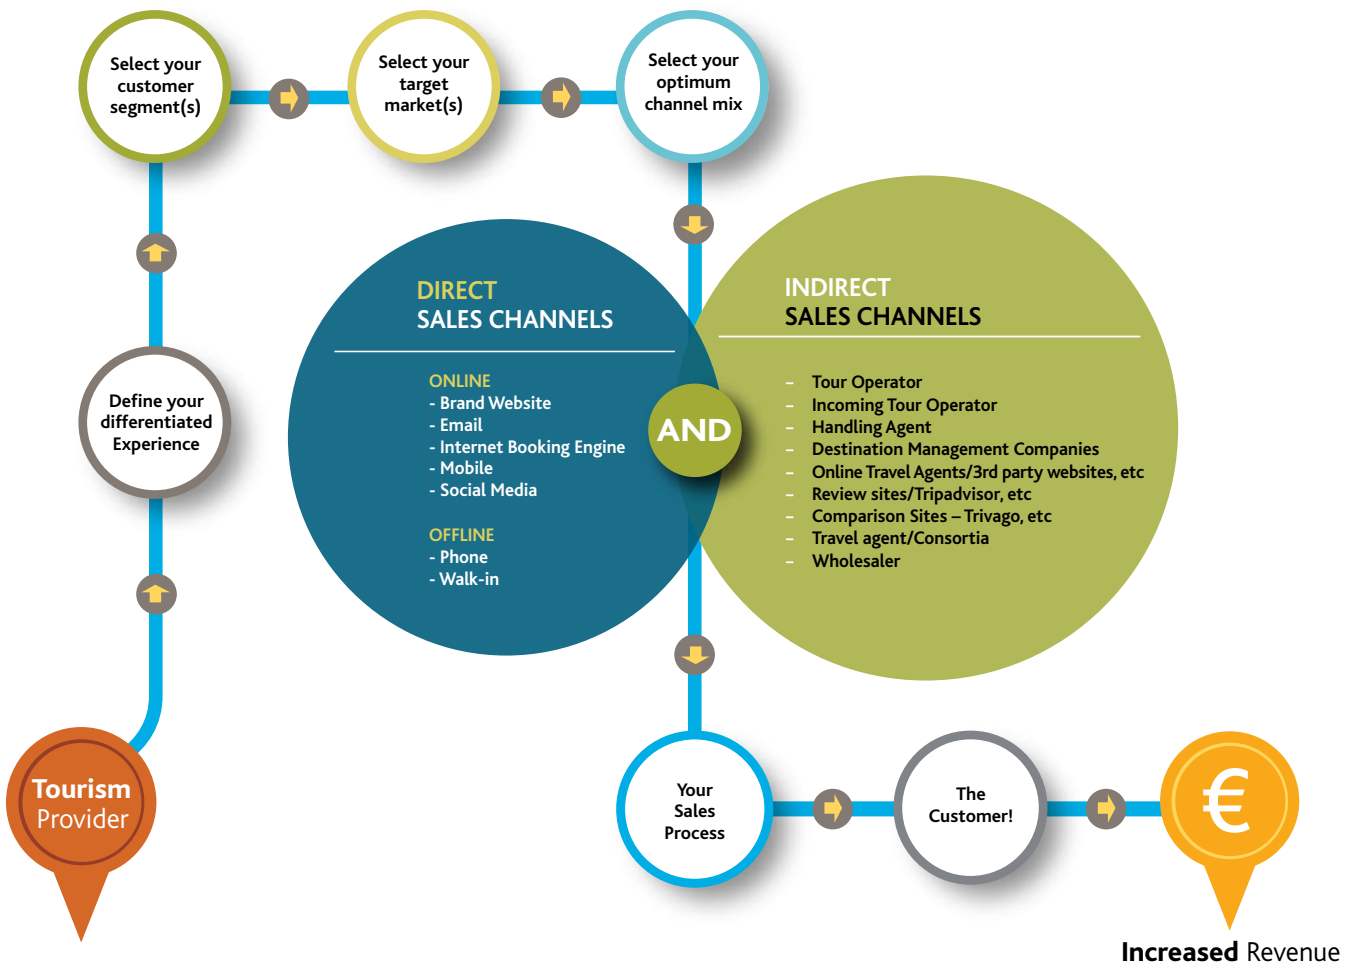 Select your
customer
segment(s)
Select your
target
market(s)
Select your
optimum
channel mix
Define your
differentiated
Experience
Tourism
Provider
DIRECT
SALES CHANNELS
ONLINE
- Brand Website
- Email
- Internet Booking Engine
- Mobile
- Social Media
OFFLINE
- Phone
- Walk-in
AND
INDIRECT
SALES CHANNELS
– Tour Operator
– Incoming Tour Operator
– Handling Agent
– Destination Management Companies
– Online Travel Agents/3rd party websites, etc
– Review sites/Tripadvisor, etc
– Comparison Sites – Trivago, etc
– Travel agent/Consortia
– Wholesaler
Your
Sales
Process
The
Customer!
€
Increased Revenue